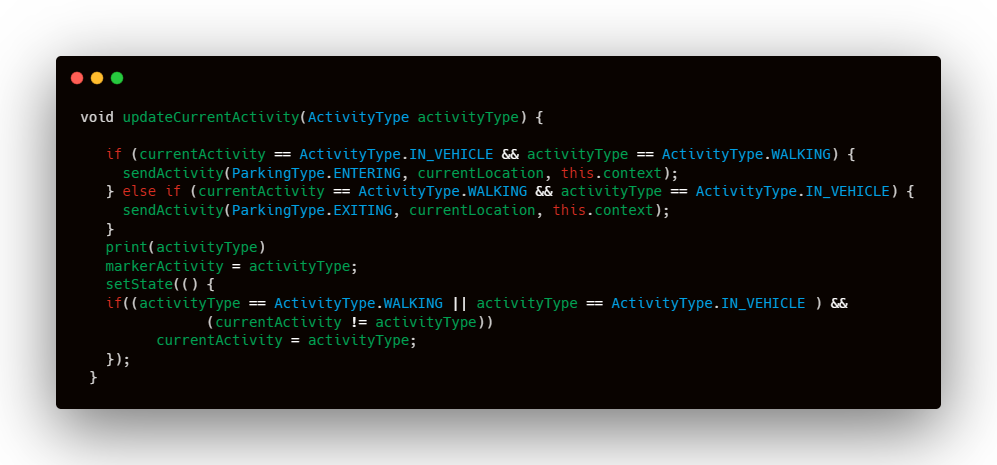 void updateCurrentActivity(ActivityType activityType) {
if (currentActivity == ActivityType.IN_VEHICLE && activityType == ActivityType.WALKING) {
sendActivity(ParkingType.ENTERING, currentLocation, this.context);
} else if (currentActivity == ActivityType.WALKING && activityType == ActivityType.IN_VEHICLE) {
sendActivity(ParkingType.EXITING, currentLocation, this.context);
}
print(activityType)
markerActivity = activityType;
setState(() {
if((activityType == ActivityType.WALKING || activityType == ActivityType.IN_VEHICLE ) &&
(currentActivity != activityType))
currentActivity = activityType;
});
}